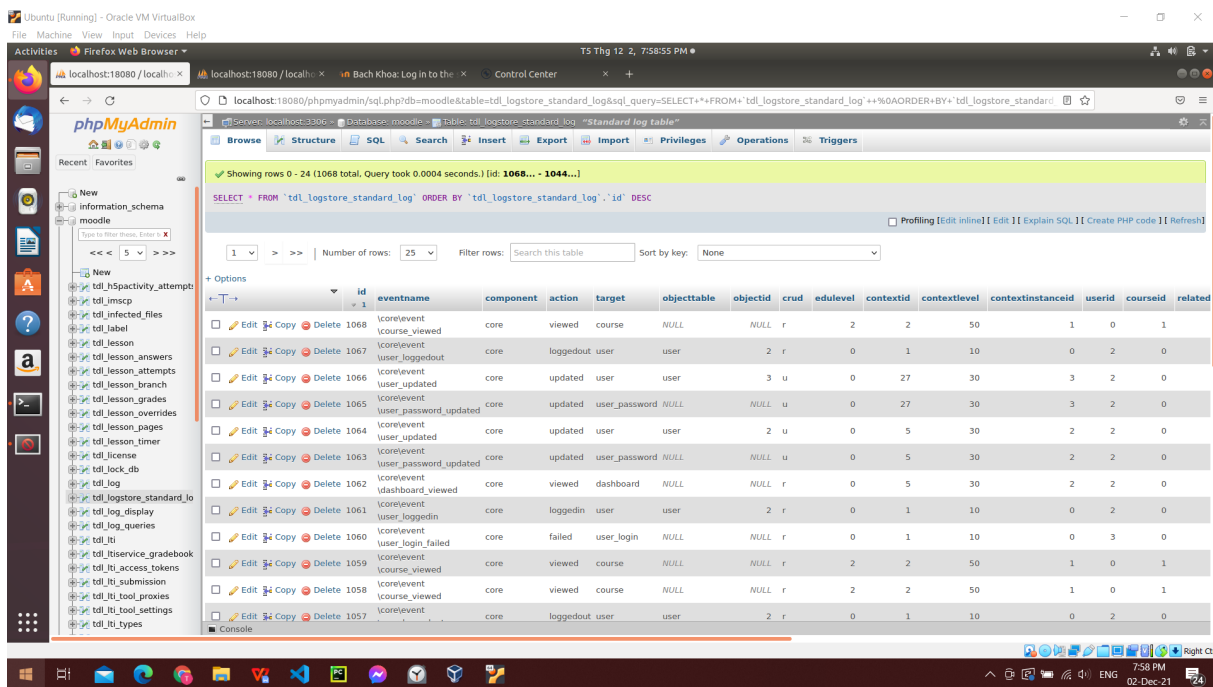 Ubuntu [Running] - Oracle VM VirtualBox
File Machine View Input Devices Help
Activities Firefox Web Browser T5 Thg 12 2, 7:58:55 PM
localhost:18080 / localho × localhost:18080 / localho × Bach Khoa: Log in to the × Control Center × +
localhost:18080/phpmyadmin/sql.php?db=moodle&table=tdl_logstore_standard_log&sql_query=SELECT+*+FROM+`tdl_logstore_standard_log`++%0AORDER+BY+`tdl_logstore_standard
phpMyAdmin
Recent Favorites
New
information_schema
moodle
Type to filter these, Enter to X
<< < 5 > >>
New
tdl_h5pactivity_attempts
tdl_imscp
tdl_infected_files
tdl_label
tdl_lesson
tdl_lesson_answers
tdl_lesson_attempts
tdl_lesson_branch
tdl_lesson_grades
tdl_lesson_overrides
tdl_lesson_pages
tdl_lesson_timer
tdl_license
tdl_lock_db
tdl_log
tdl_logstore_standard_lo
tdl_log_display
tdl_log_queries
tdl_lti
tdl_ltiservice_gradebook
tdl_lti_access_tokens
tdl_lti_submission
tdl_lti_tool_proxies
tdl_lti_tool_settings
tdl_lti_types
Server: localhost:3306 » Database: moodle » Table: tdl_logstore_standard_log "Standard log table"
Browse Structure SQL Search Insert Export Import Privileges Operations Triggers
Showing rows 0 - 24 (1068 total, Query took 0.0004 seconds.) [id: 1068... - 1044...]
SELECT * FROM `tdl_logstore_standard_log` ORDER BY `tdl_logstore_standard_log`.`id` DESC
Profiling [Edit inline] [ Edit ] [ Explain SQL ] [ Create PHP code ] [ Refresh]
1 > >> | Number of rows: 25 Filter rows: Search this table Sort by key: None
+ Options
←T→ id 1 eventname component action target objecttable objectid crud edulevel contextid contextlevel contextinstanceid userid courseid related
Edit Copy Delete 1068 \core\event\course_viewed core viewed course NULL NULL r 2 2 50 1 0 1
Edit Copy Delete 1067 \core\event\user_loggedout core loggedout user user 2 r 0 1 10 0 2 0
Edit Copy Delete 1066 \core\event\user_updated core updated user user 3 u 0 27 30 3 2 0
Edit Copy Delete 1065 \core\event\user_password_updated core updated user_password NULL NULL u 0 27 30 3 2 0
Edit Copy Delete 1064 \core\event\user_updated core updated user user 2 u 0 5 30 2 2 0
Edit Copy Delete 1063 \core\event\user_password_updated core updated user_password NULL NULL u 0 5 30 2 2 0
Edit Copy Delete 1062 \core\event\dashboard_viewed core viewed dashboard NULL NULL r 0 5 30 2 2 0
Edit Copy Delete 1061 \core\event\user_loggedin core loggedin user user 2 r 0 1 10 0 2 0
Edit Copy Delete 1060 \core\event\user_login_failed core failed user_login NULL NULL r 0 1 10 0 3 0
Edit Copy Delete 1059 \core\event\course_viewed core viewed course NULL NULL r 2 2 50 1 0 1
Edit Copy Delete 1058 \core\event\course_viewed core viewed course NULL NULL r 2 2 50 1 0 1
Edit Copy Delete 1057 \core\event core loggedout user user 2 r 0 1 10 0 2 0
Console
Right Ct
ENG 7:58 PM
02-Dec-21
24